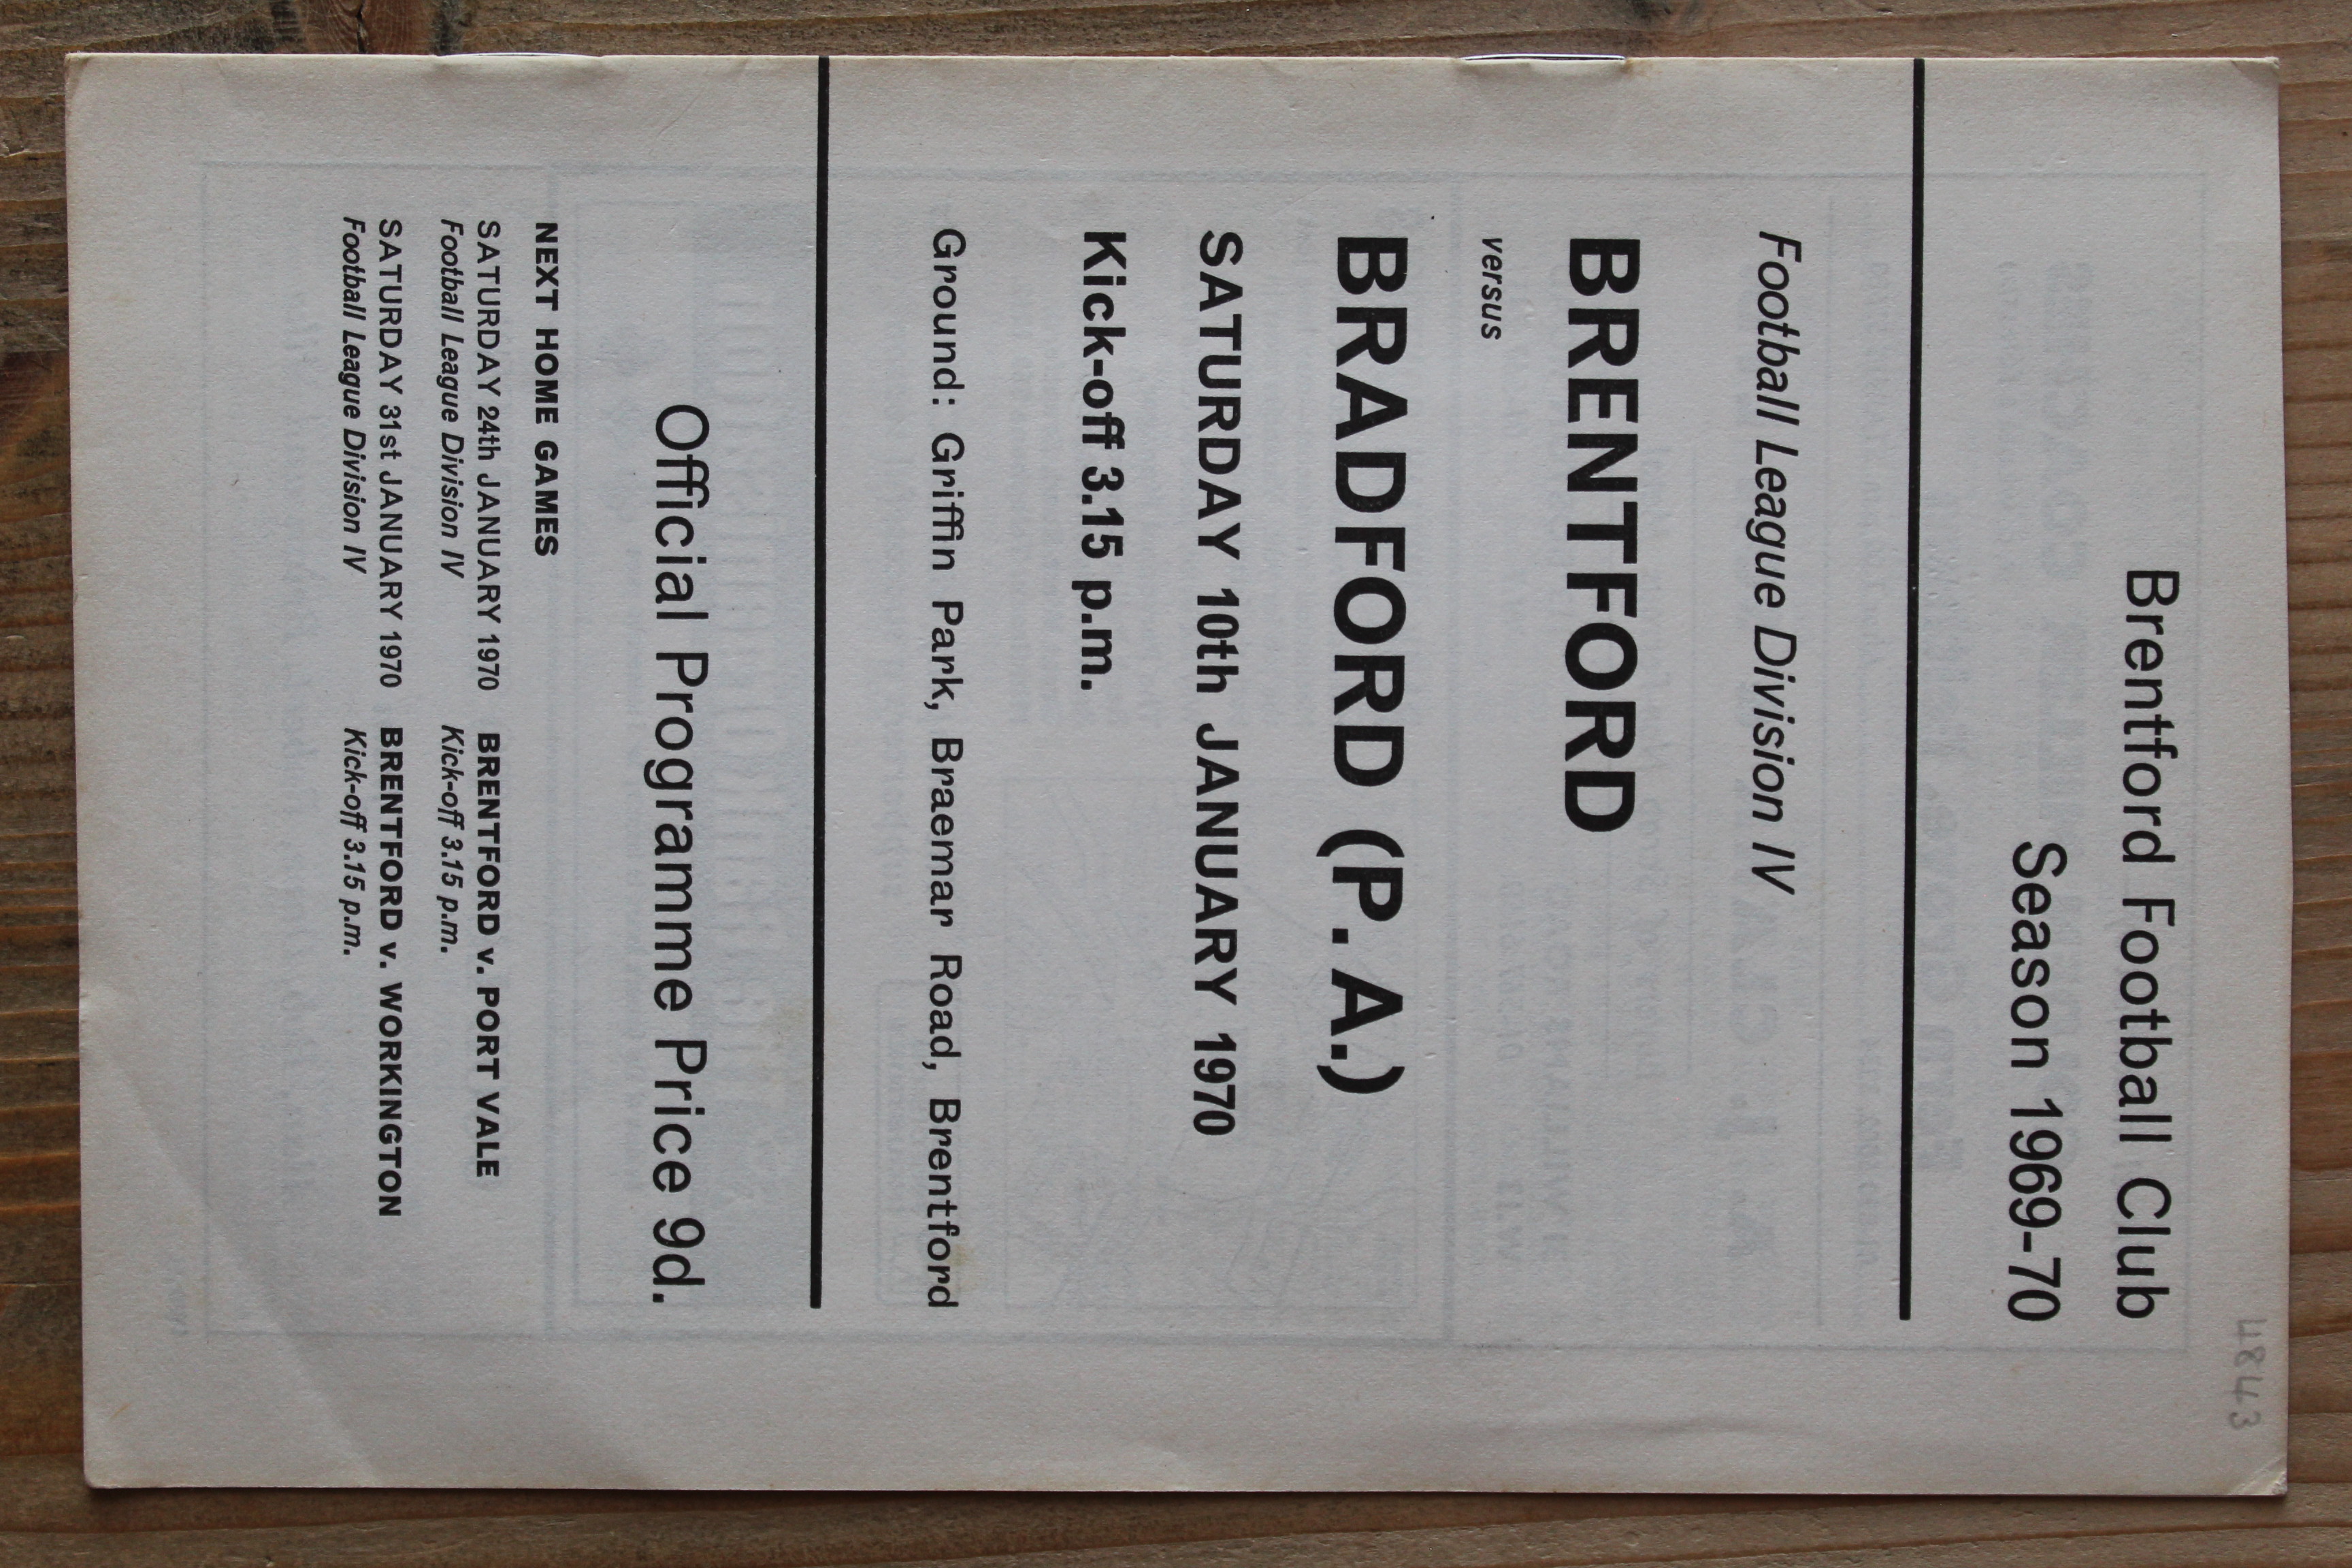 4843
Brentford Football Club
Season 1969-70
Football League Division IV
BRENTFORD
versus
BRADFORD (P. A.)
SATURDAY 10th JANUARY 1970
Kick-off 3.15 p.m.
Ground: Griffin Park, Braemar Road, Brentford
Official Programme Price 9d.
NEXT HOME GAMES
SATURDAY 24th JANUARY 1970 BRENTFORD v. PORT VALE
Football League Division IV Kick-off 3.15 p.m.
SATURDAY 31st JANUARY 1970 BRENTFORD v. WORKINGTON
Football League Division IV Kick-off 3.15 p.m.